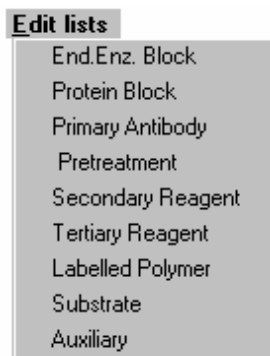 Edit lists
End.Enz. Block
Protein Block
Primary Antibody
Pretreatment
Secondary Reagent
Tertiary Reagent
Labelled Polymer
Substrate
Auxiliary